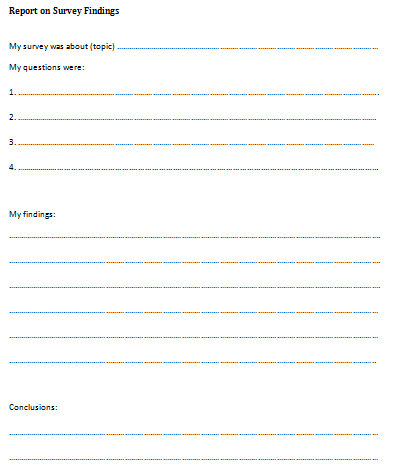 Report on Survey Findings
My survey was about (topic) ................................................................
My questions were:
1. ................................................................
2. ................................................................
3. ................................................................
4. ................................................................
My findings:
................................................................
................................................................
................................................................
................................................................
................................................................
................................................................
Conclusions:
................................................................
................................................................